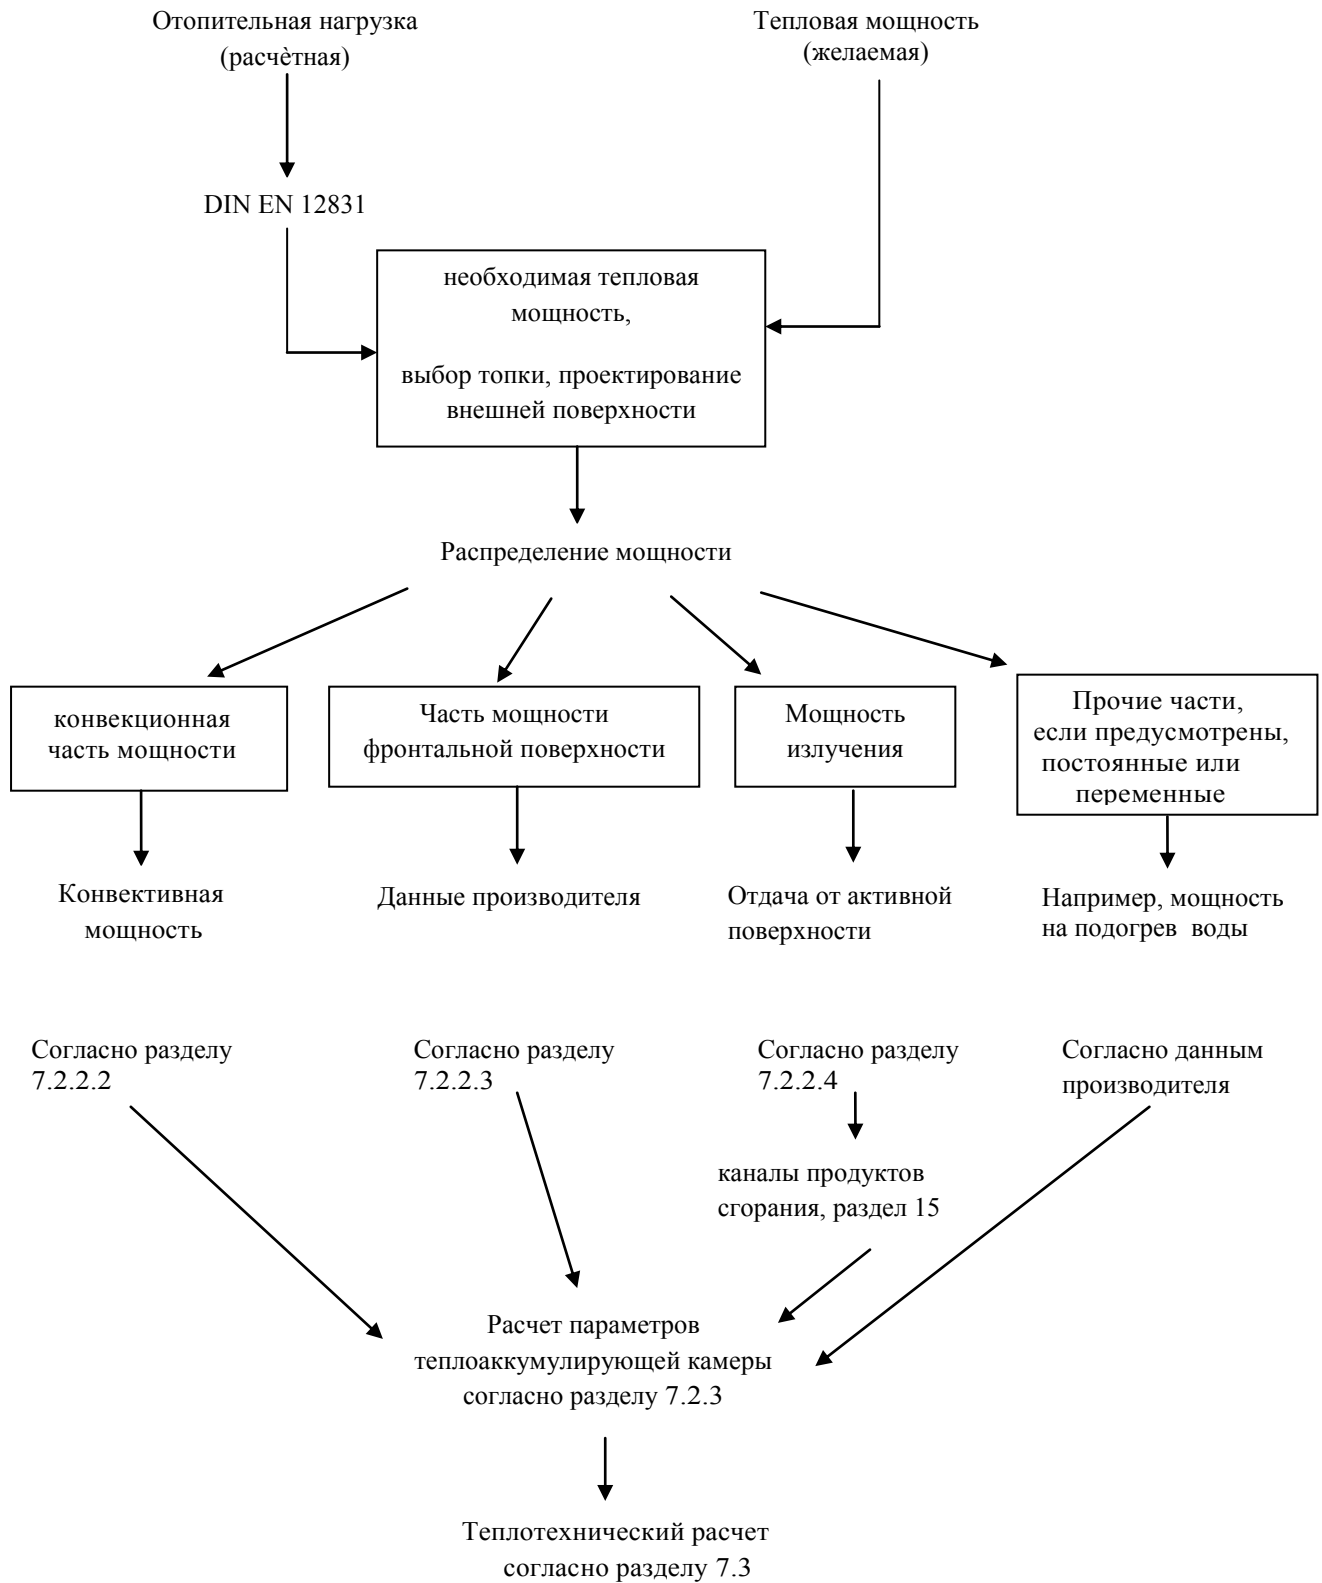 Отопительная нагрузка
(расчѐтная)
Тепловая мощность
(желаемая)
DIN EN 12831
необходимая тепловая
мощность,
выбор топки, проектирование
внешней поверхности
Распределение мощности
конвекционная
часть мощности
Часть мощности
фронтальной поверхности
Мощность
излучения
Прочие части,
если предусмотрены,
постоянные или
переменные
Конвективная
мощность
Данные производителя
Отдача от активной
поверхности
Например, мощность
на подогрев воды
Согласно разделу
7.2.2.2
Согласно разделу
7.2.2.3
Согласно разделу
7.2.2.4
Согласно данным
производителя
каналы продуктов
сгорания, раздел 15
Расчет параметров
теплоаккумулирующей камеры
согласно разделу 7.2.3
Теплотехнический расчет
согласно разделу 7.3